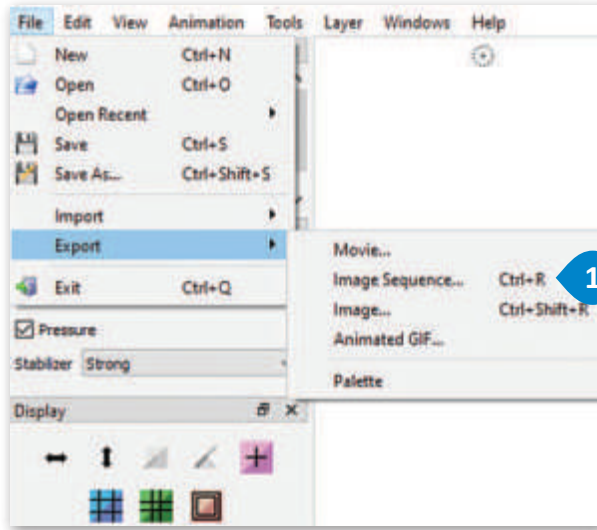 File Edit View Animation Tools Layer Windows Help
New Ctrl+N
Open Ctrl+O
Open Recent
Save Ctrl+S
Save As... Ctrl+Shift+S
Import
Export
Exit Ctrl+Q
Movie...
Image Sequence... Ctrl+R
1
Image... Ctrl+Shift+R
Animated GIF...
Palette
Pressure
Stabilizer Strong
Display